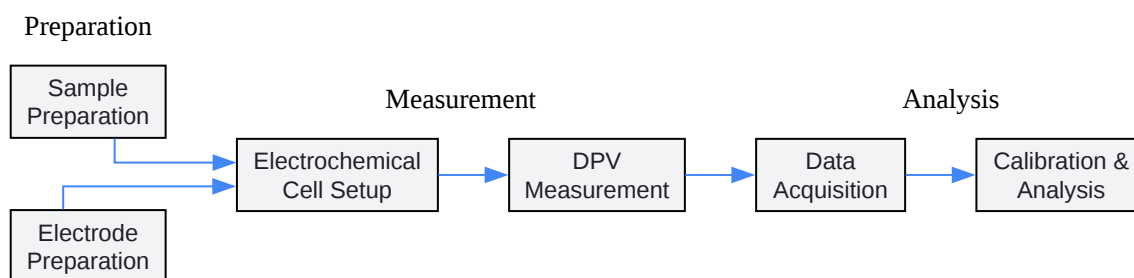 Preparation
Sample
Preparation
Electrode
Preparation
Measurement
Electrochemical
Cell Setup
DPV
Measurement
Analysis
Data
Acquisition
Calibration &
Analysis